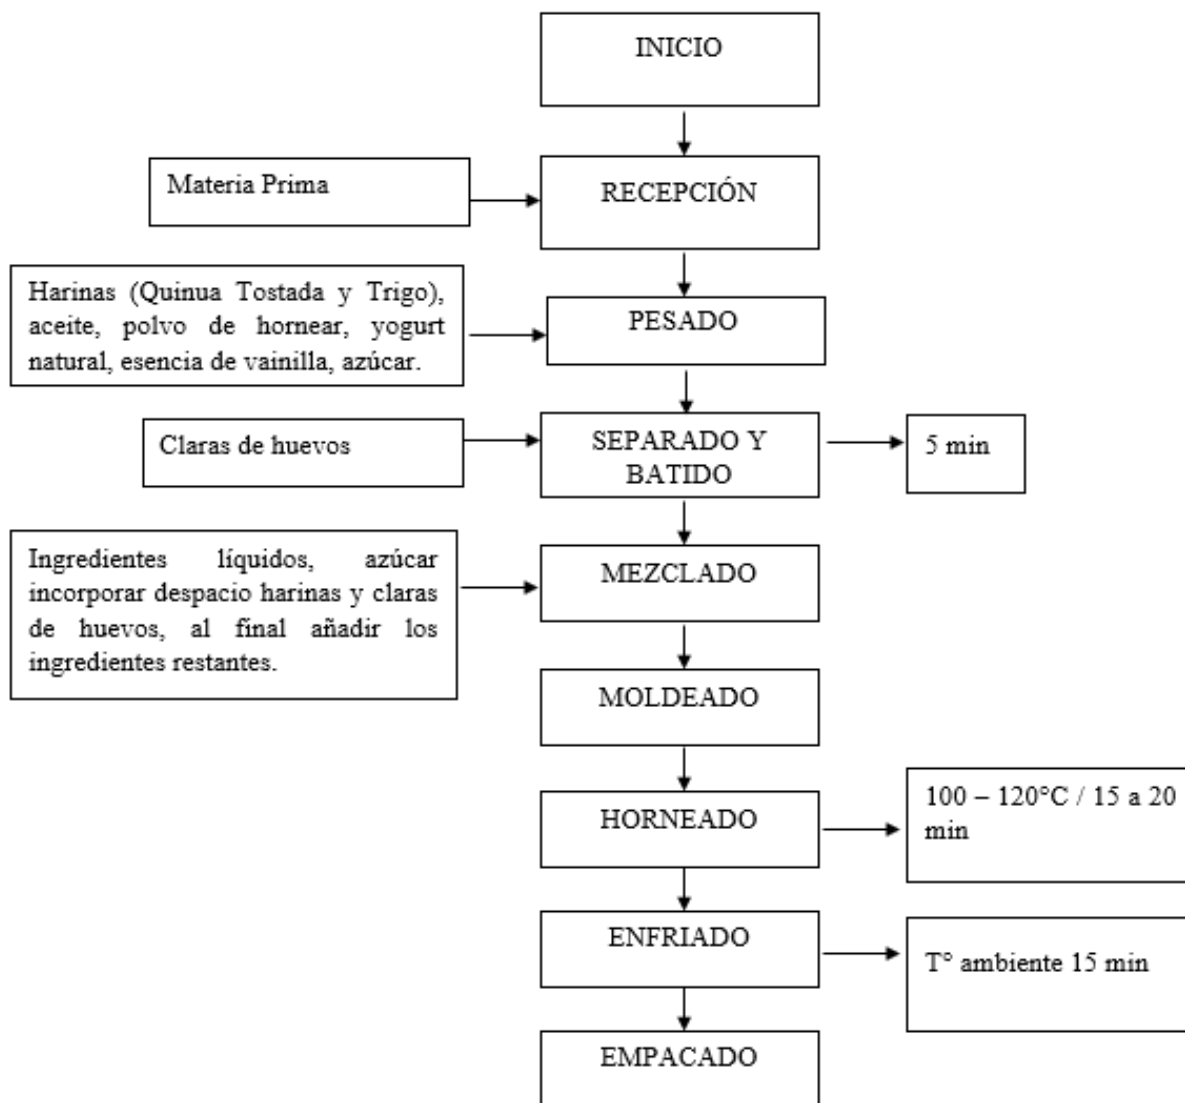 INICIO
Materia Prima
RECEPCIÓN
Harinas (Quinua Tostada y Trigo),
aceite, polvo de hornear, yogurt
natural, esencia de vainilla, azúcar.
PESADO
Claras de huevos
SEPARADO Y
BATIDO
5 min
Ingredientes líquidos, azúcar
incorporar despacio harinas y claras
de huevos, al final añadir los
ingredientes restantes.
MEZCLADO
MOLDEADO
HORNEADO
100 – 120°C / 15 a 20
min
ENFRIADO
T° ambiente 15 min
EMPACADO